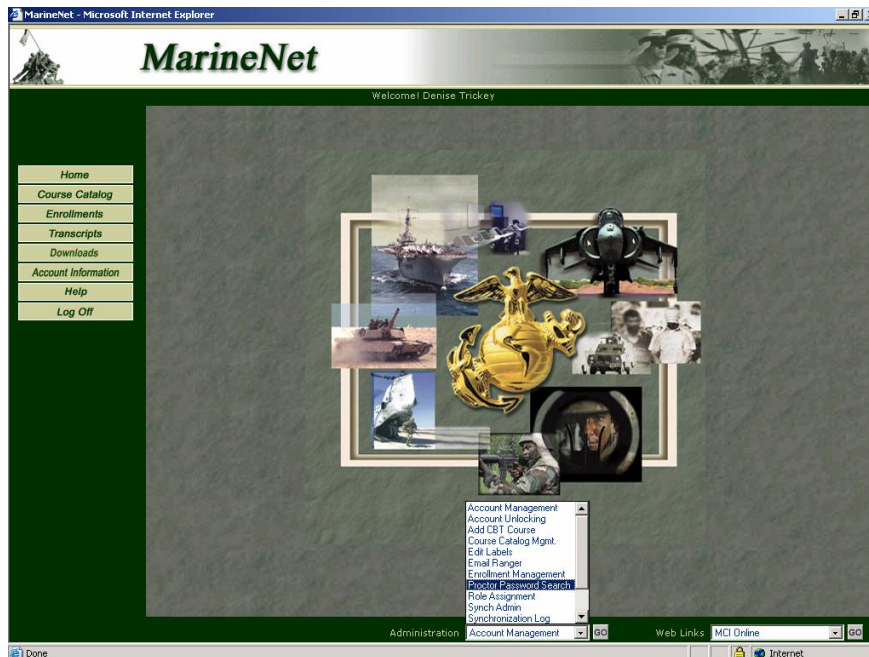 MarineNet - Microsoft Internet Explorer
MarineNet
Welcome! Denise Trickey
Home
Course Catalog
Enrollments
Transcripts
Downloads
Account Information
Help
Log Off
Account Management
Account Unlocking
Add CBT Course
Course Catalog Mgmt.
Edit Labels
Email Ranger
Enrollment Management
Proctor Password Search
Role Assignment
Synch Admin
Synchronization Log
Administration Account Management GO Web Links MCI Online GO
Done Internet